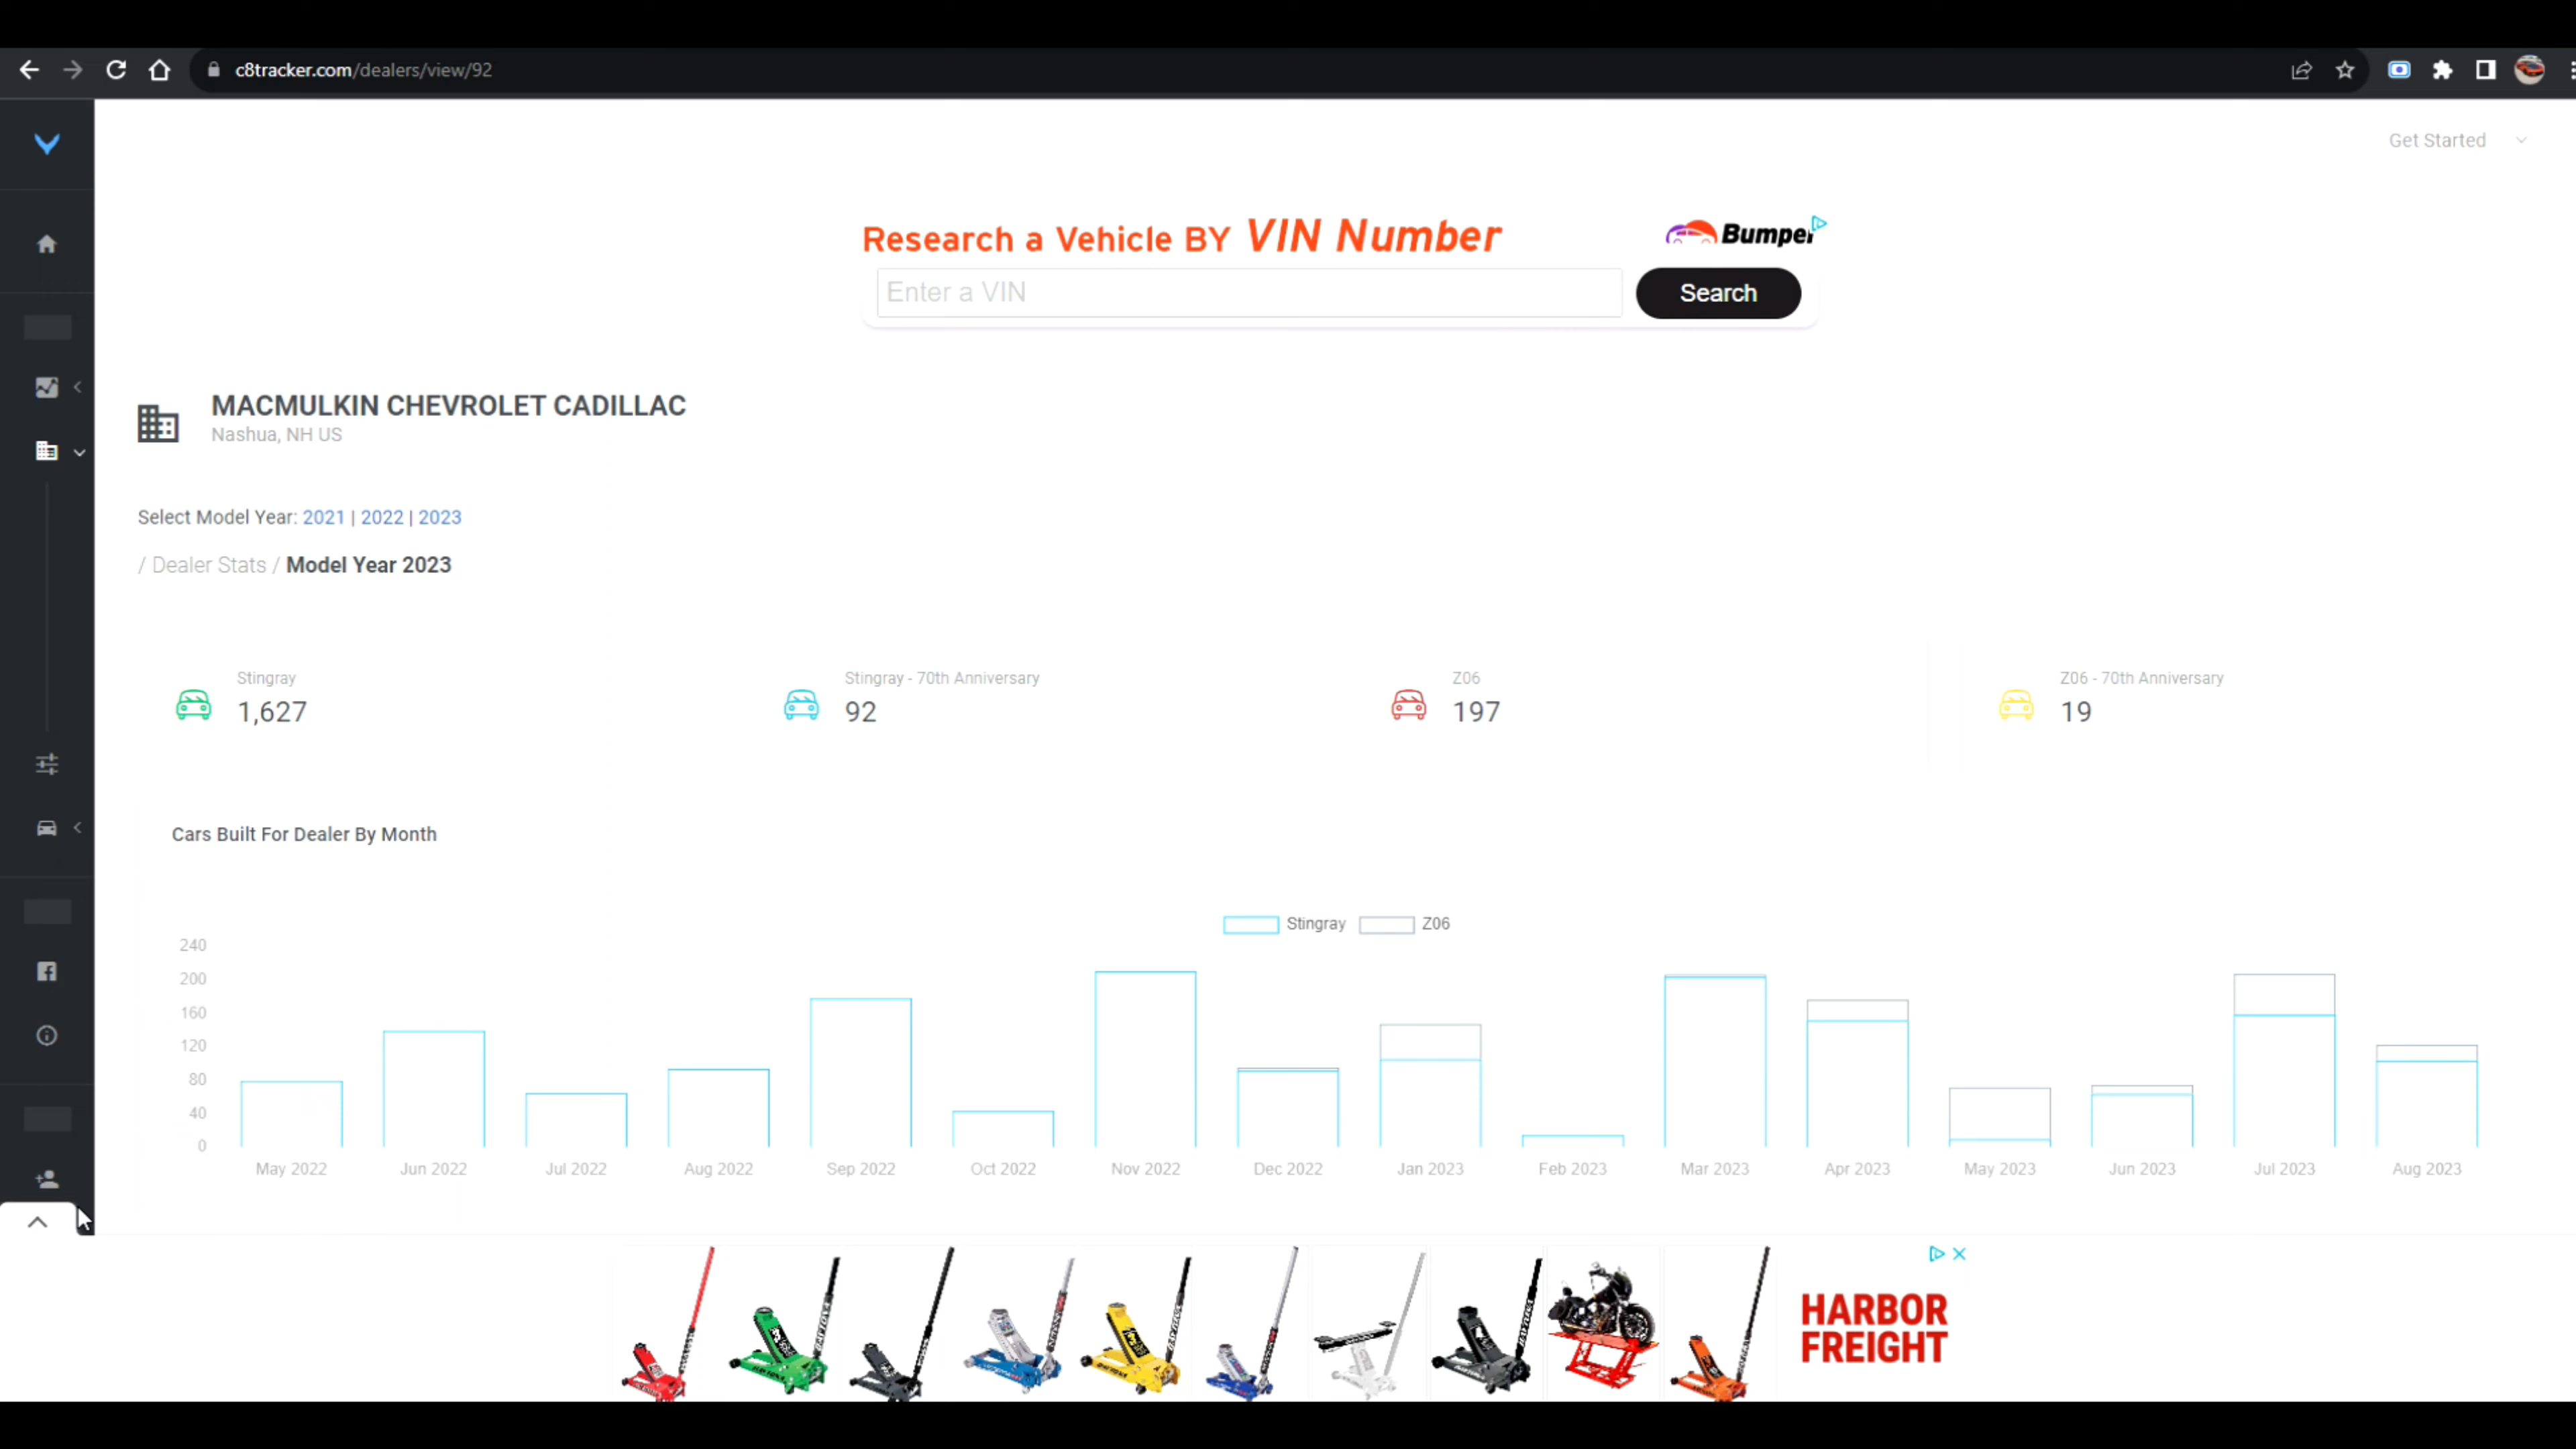 c8tracker.com/dealers/view/92
Get Started
Research a Vehicle BY VIN Number
Bumper
Enter a VIN
Search
MACMULKIN CHEVROLET CADILLAC
Nashua, NH US
Select Model Year: 2021 | 2022 | 2023
/ Dealer Stats / Model Year 2023
Stingray
1,627
Stingray - 70th Anniversary
92
Z06
197
Z06 - 70th Anniversary
19
Cars Built For Dealer By Month
Stingray
Z06
240
200
160
120
80
40
0
May 2022
Jun 2022
Jul 2022
Aug 2022
Sep 2022
Oct 2022
Nov 2022
Dec 2022
Jan 2023
Feb 2023
Mar 2023
Apr 2023
May 2023
Jun 2023
Jul 2023
Aug 2023
HARBOR
FREIGHT